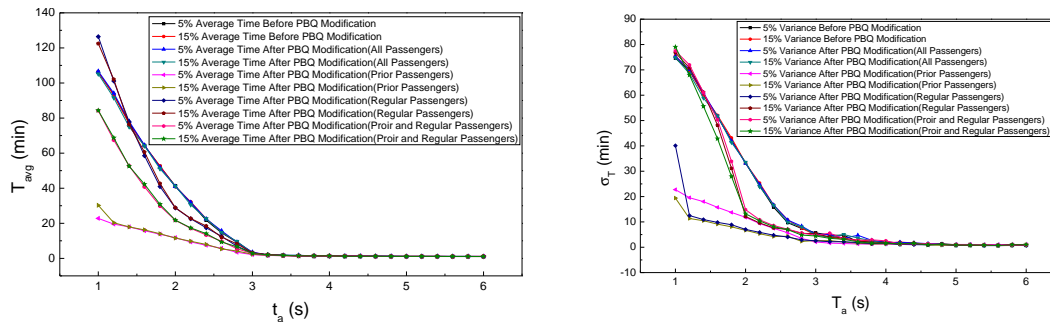 140
120
100
80
60
40
20
0
T_avg (min)
1 2 3 4 5 6
t_a (s)
5% Average Time Before PBQ Modification
15% Average Time Before PBQ Modification
5% Average Time After PBQ Modification(All Passengers)
15% Average Time After PBQ Modification(All Passengers)
5% Average Time After PBQ Modification(Prior Passengers)
15% Average Time After PBQ Modification(Prior Passengers)
5% Average Time After PBQ Modification(Regular Passengers)
15% Average Time After PBQ Modification(Regular Passengers)
5% Average Time After PBQ Modification(Proir and Regular Passengers)
15% Average Time After PBQ Modification(Proir and Regular Passengers)
90
80
70
60
50
40
30
20
10
0
-10
σ_T (min)
1 2 3 4 5 6
T_a (s)
5% Variance Before PBQ Modification
15% Variance Before PBQ Modification
5% Variance After PBQ Modification(All Passengers)
15% Variance After PBQ Modification(All Passengers)
5% Variance After PBQ Modification(Prior Passengers)
15% Variance After PBQ Modification(Prior Passengers)
5% Variance After PBQ Modification(Regular Passengers)
15% Variance After PBQ Modification(Regular Passengers)
5% Variance After PBQ Modification(Proir and Regular Passengers)
15% Variance After PBQ Modification(Proir and Regular Passengers)